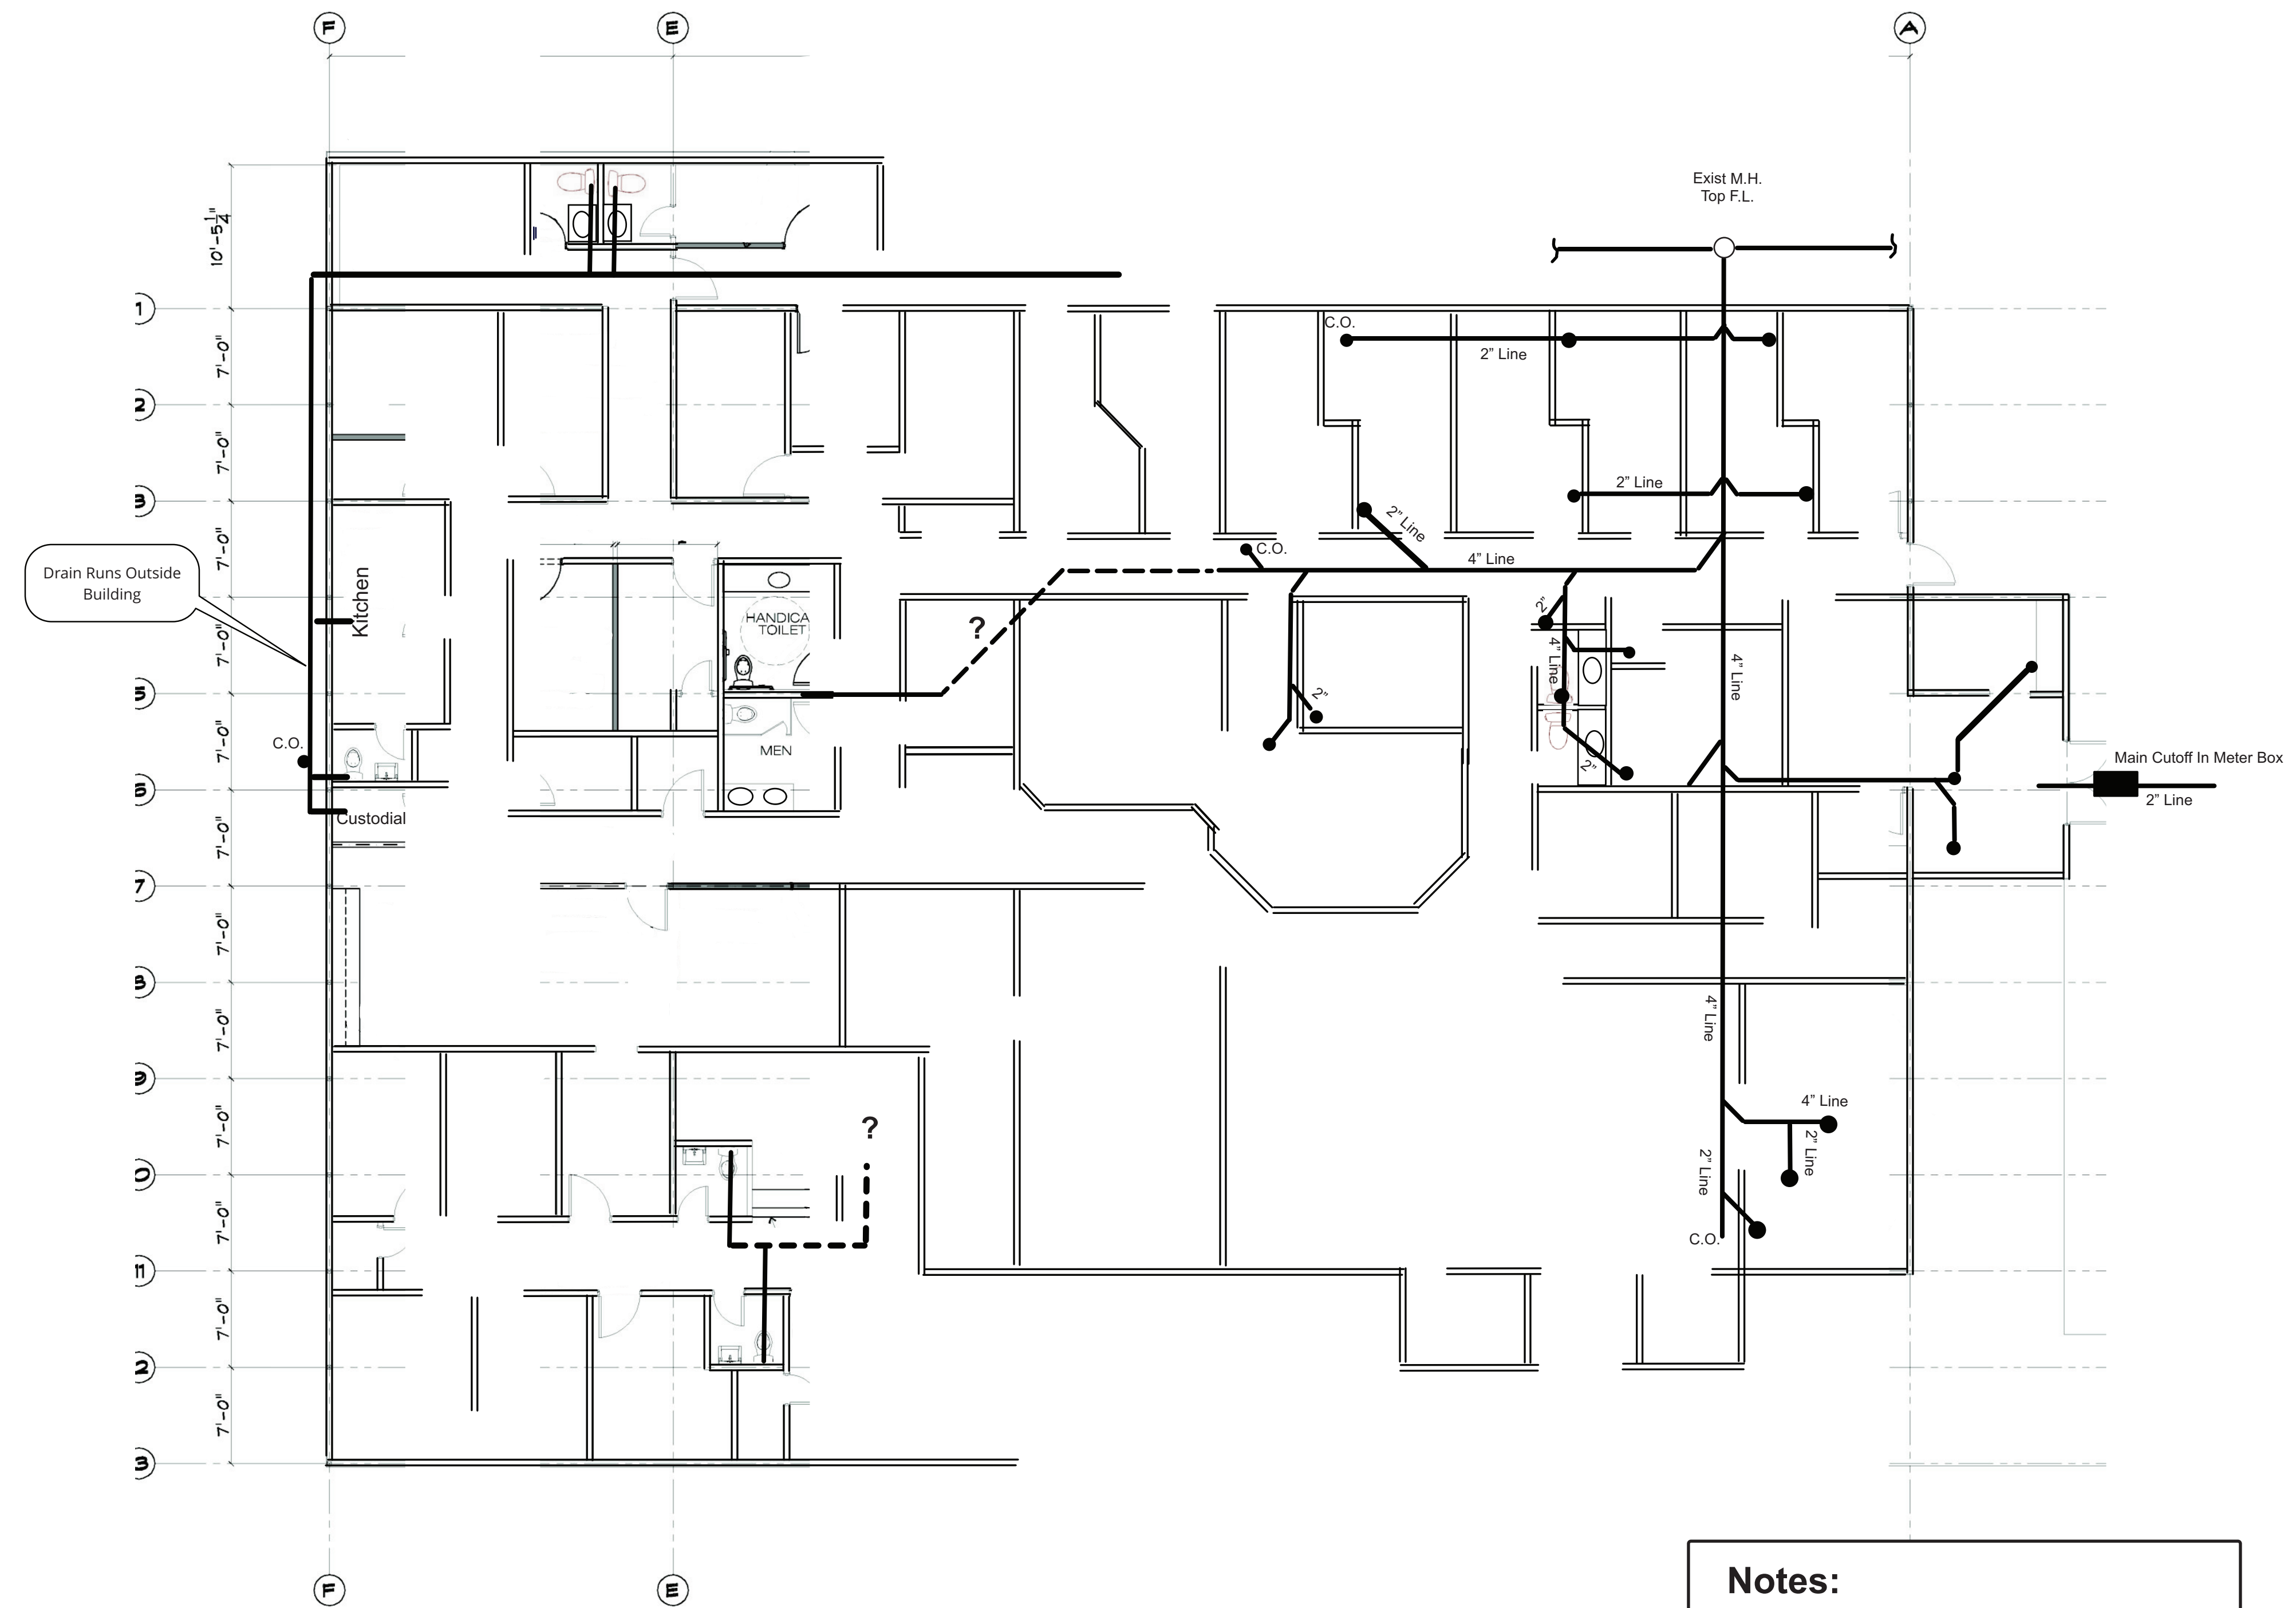 F
E
A
Exist M.H.
Top F.L.
10'-5 1/4"
1
C.O.
2" Line
7'-0"
2
7'-0"
3
2" Line
2" Line
7'-0"
C.O.
4" Line
Drain Runs Outside
Building
Kitchen
HANDICA
TOILET
?
2"
4" Line
4" Line
7'-0"
5
2"
7'-0"
C.O.
MEN
2"
Main Cutoff In Meter Box
6
2" Line
Custodial
7'-0"
7
7'-0"
8
4" Line
7'-0"
9
4" Line
?
7'-0"
2" Line
0
2" Line
7'-0"
C.O.
11
7'-0"
2
7'-0"
3
F
E
Notes: